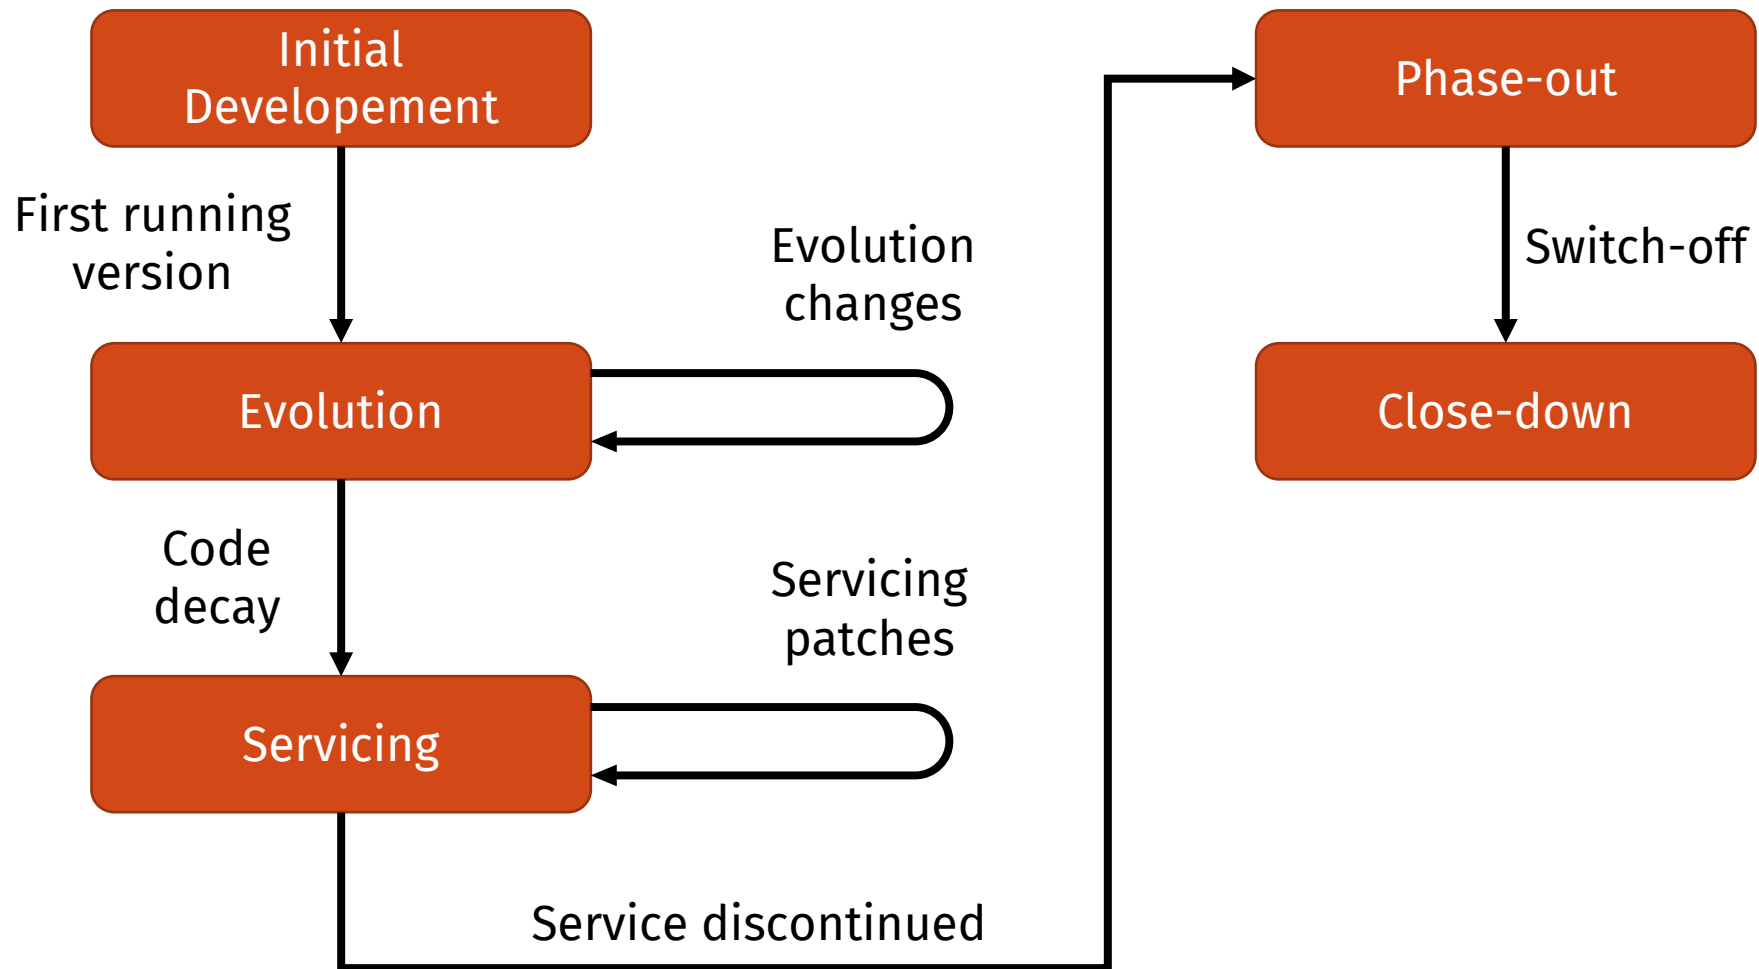 Initial
Developement
First running
version
Evolution
changes
Evolution
Code
decay
Servicing
patches
Servicing
Service discontinued
Phase-out
Switch-off
Close-down